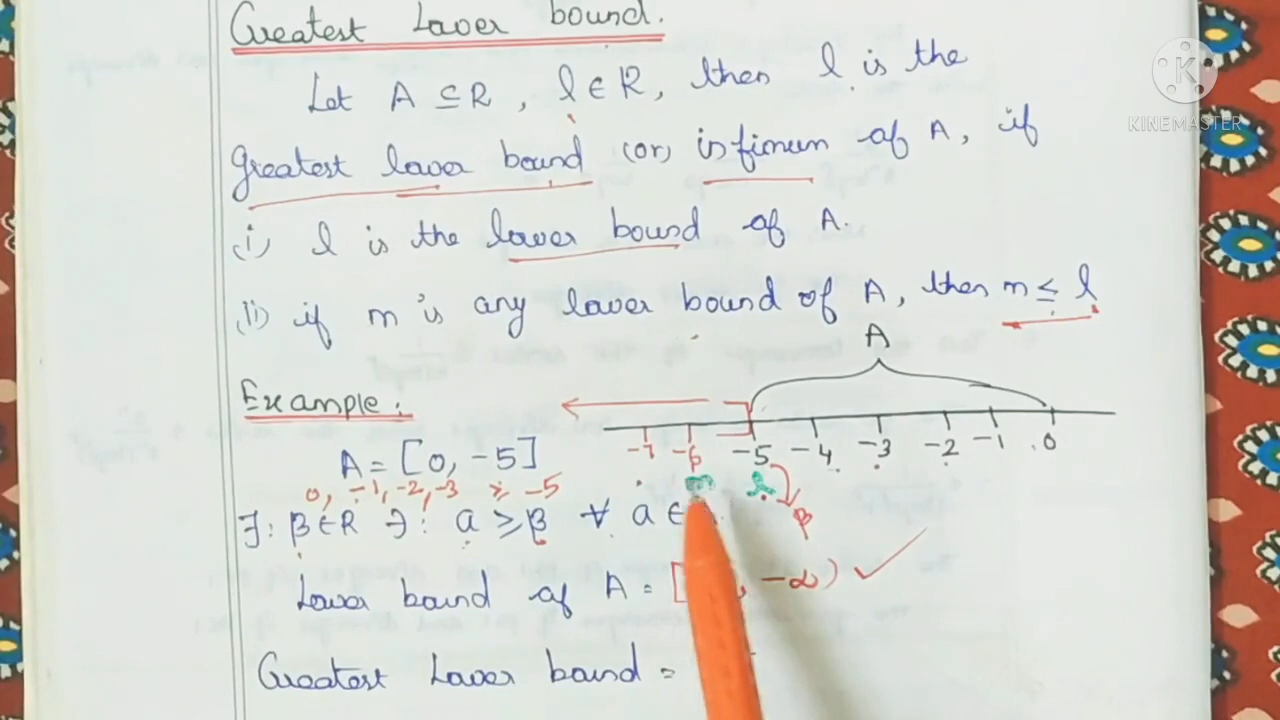 Greatest Lower bound.
K
KINEMASTER
Let A ⊆ R, l ∈ R, then l is the
greatest lower bound (or) infimum of A, if
(i) l is the lower bound of A.
(ii) if m is any lower bound of A, then m ≤ l
A
Example:
-7 -6 -5 -4 -3 -2 -1 0
A = [0, -5]
0, -1, -2, -3 ≥ -5
m l
β
∃: β ∈ R ∋: a ≥ β ∀ a ∈
Lower bound of A = [ , -∞) ✓
Greatest Lower bound =